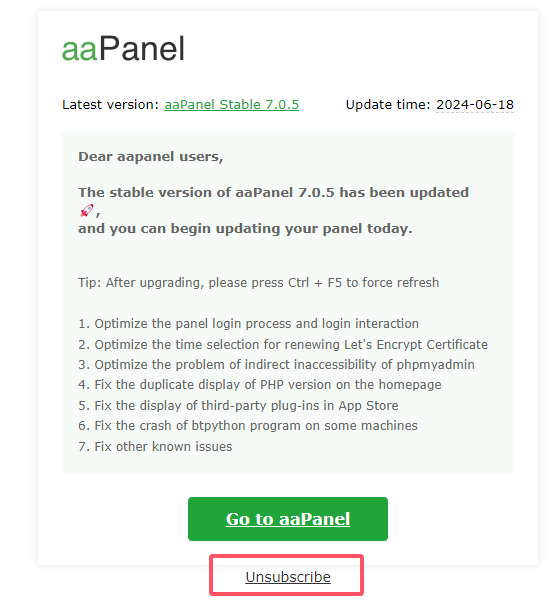 aaPanel
Latest version: aaPanel Stable 7.0.5 Update time: 2024-06-18
Dear aapanel users,
The stable version of aaPanel 7.0.5 has been updated
🚀,
and you can begin updating your panel today.
Tip: After upgrading, please press Ctrl + F5 to force refresh
1. Optimize the panel login process and login interaction
2. Optimize the time selection for renewing Let's Encrypt Certificate
3. Optimize the problem of indirect inaccessibility of phpmyadmin
4. Fix the duplicate display of PHP version on the homepage
5. Fix the display of third-party plug-ins in App Store
6. Fix the crash of btpython program on some machines
7. Fix other known issues
Go to aaPanel
Unsubscribe